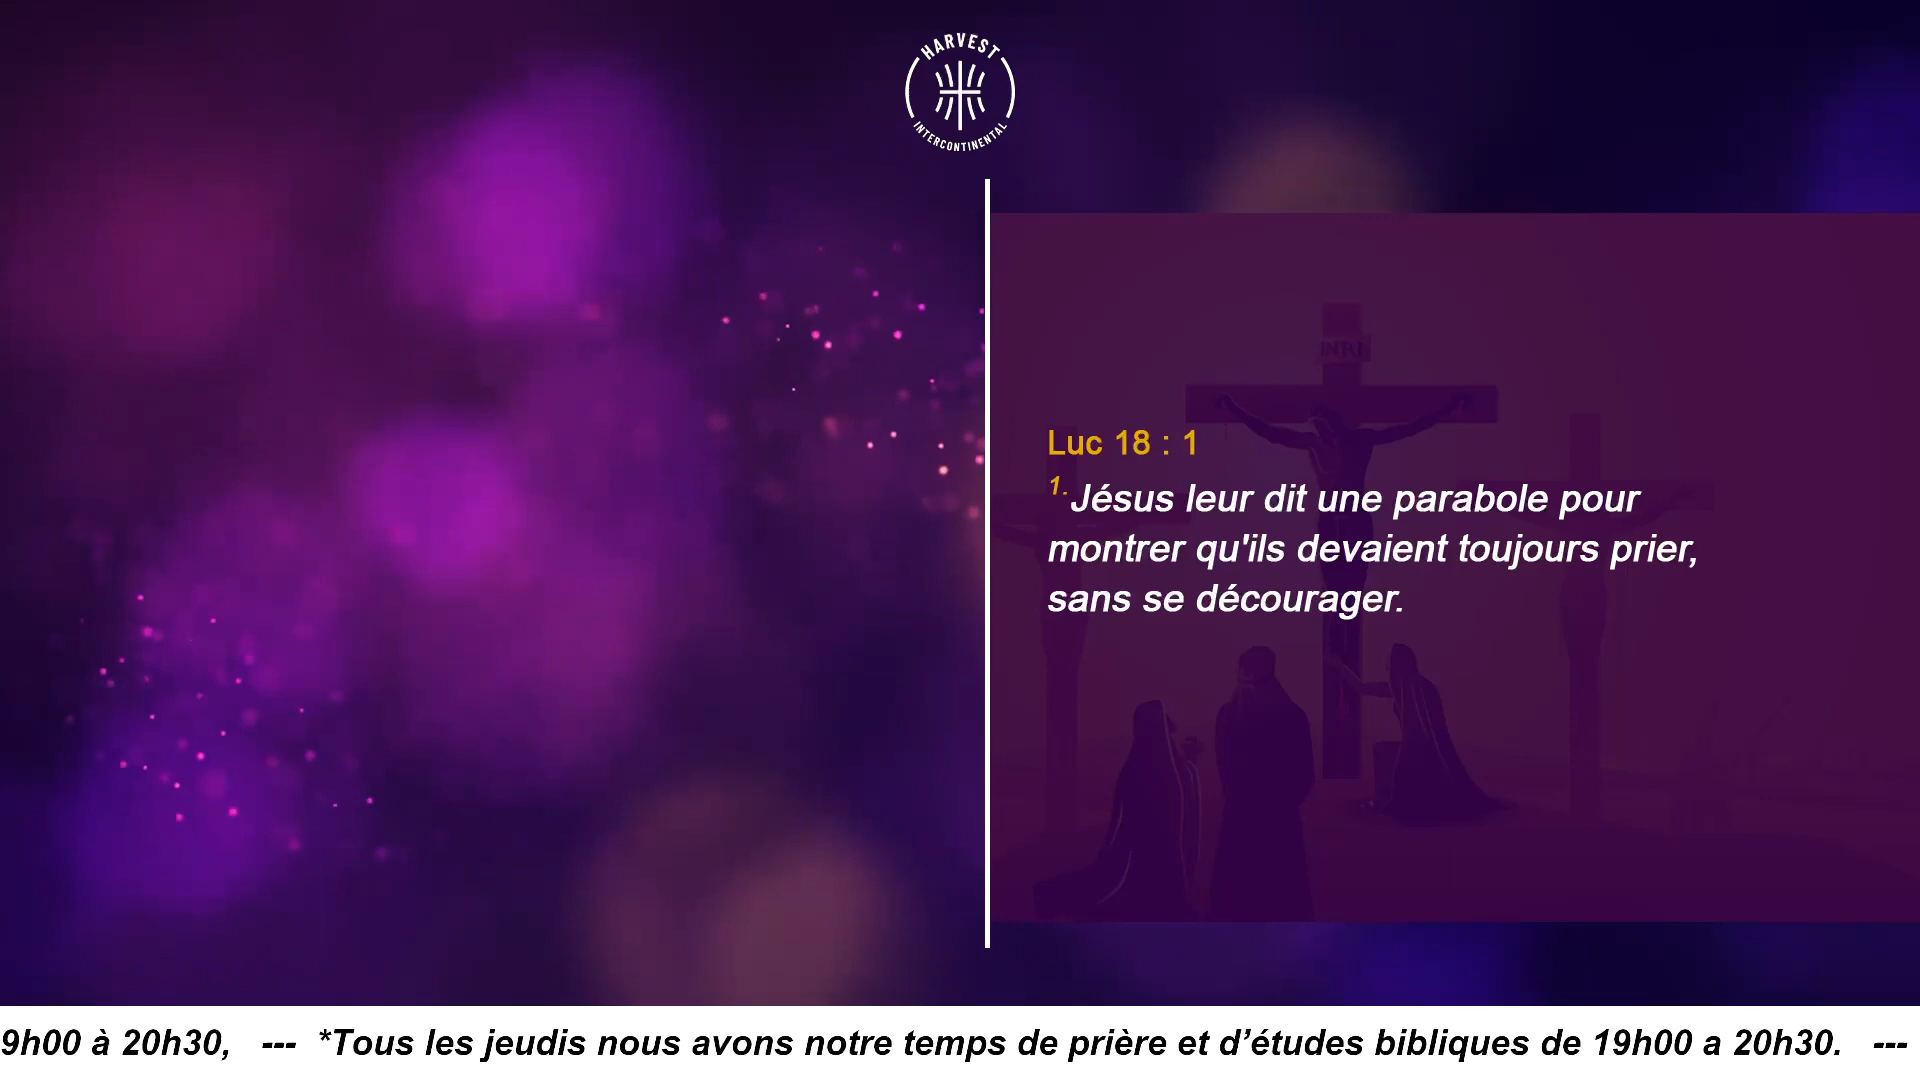 HARVEST
INTERCONTINENTAL
INRI
Luc 18 : 1
1. Jésus leur dit une parabole pour
montrer qu'ils devaient toujours prier,
sans se décourager.
9h00 à 20h30, --- *Tous les jeudis nous avons notre temps de prière et d’études bibliques de 19h00 a 20h30. ---